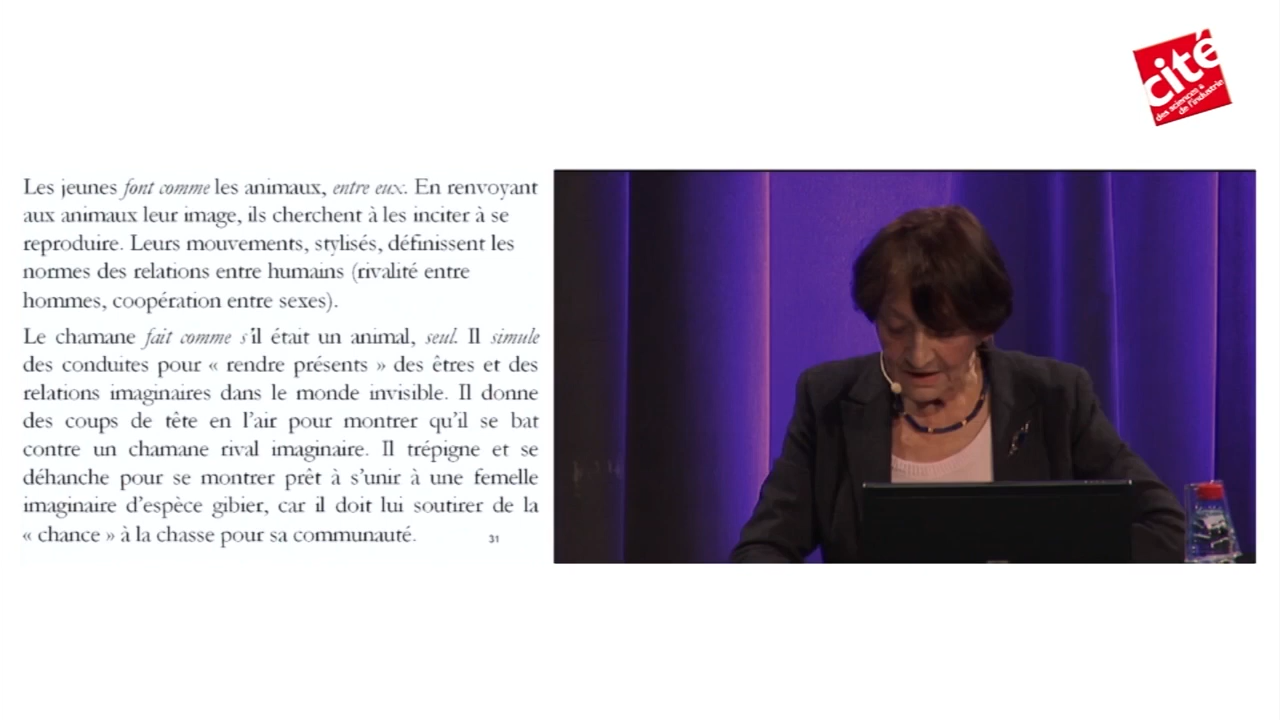 cité
des sciences &
de l'industrie
Les jeunes font comme les animaux, entre eux. En renvoyant
aux animaux leur image, ils cherchent à les inciter à se
reproduire. Leurs mouvements, stylisés, définissent les
normes des relations entre humains (rivalité entre
hommes, coopération entre sexes).
Le chamane fait comme s'il était un animal, seul. Il simule
des conduites pour « rendre présents » des êtres et des
relations imaginaires dans le monde invisible. Il donne
des coups de tête en l'air pour montrer qu'il se bat
contre un chamane rival imaginaire. Il trépigne et se
déhanche pour se montrer prêt à s'unir à une femelle
imaginaire d'espèce gibier, car il doit lui soutirer de la
« chance » à la chasse pour sa communauté.
31